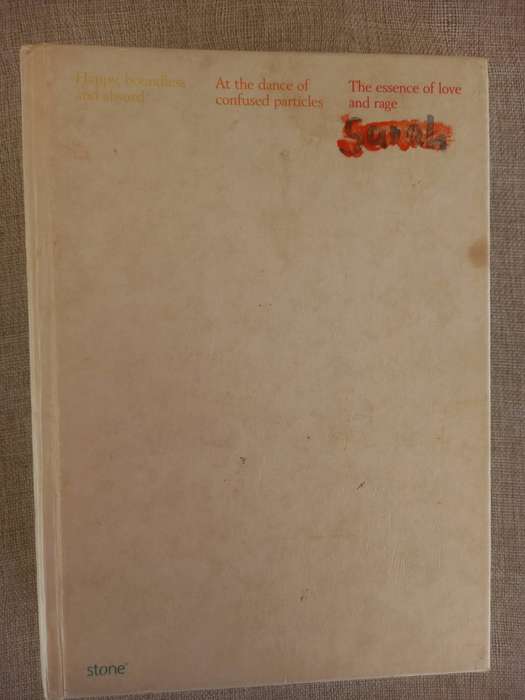 Happy, boundless
and absurd
At the dance of
confused particles
The essence of love
and rage
Sarah
stone